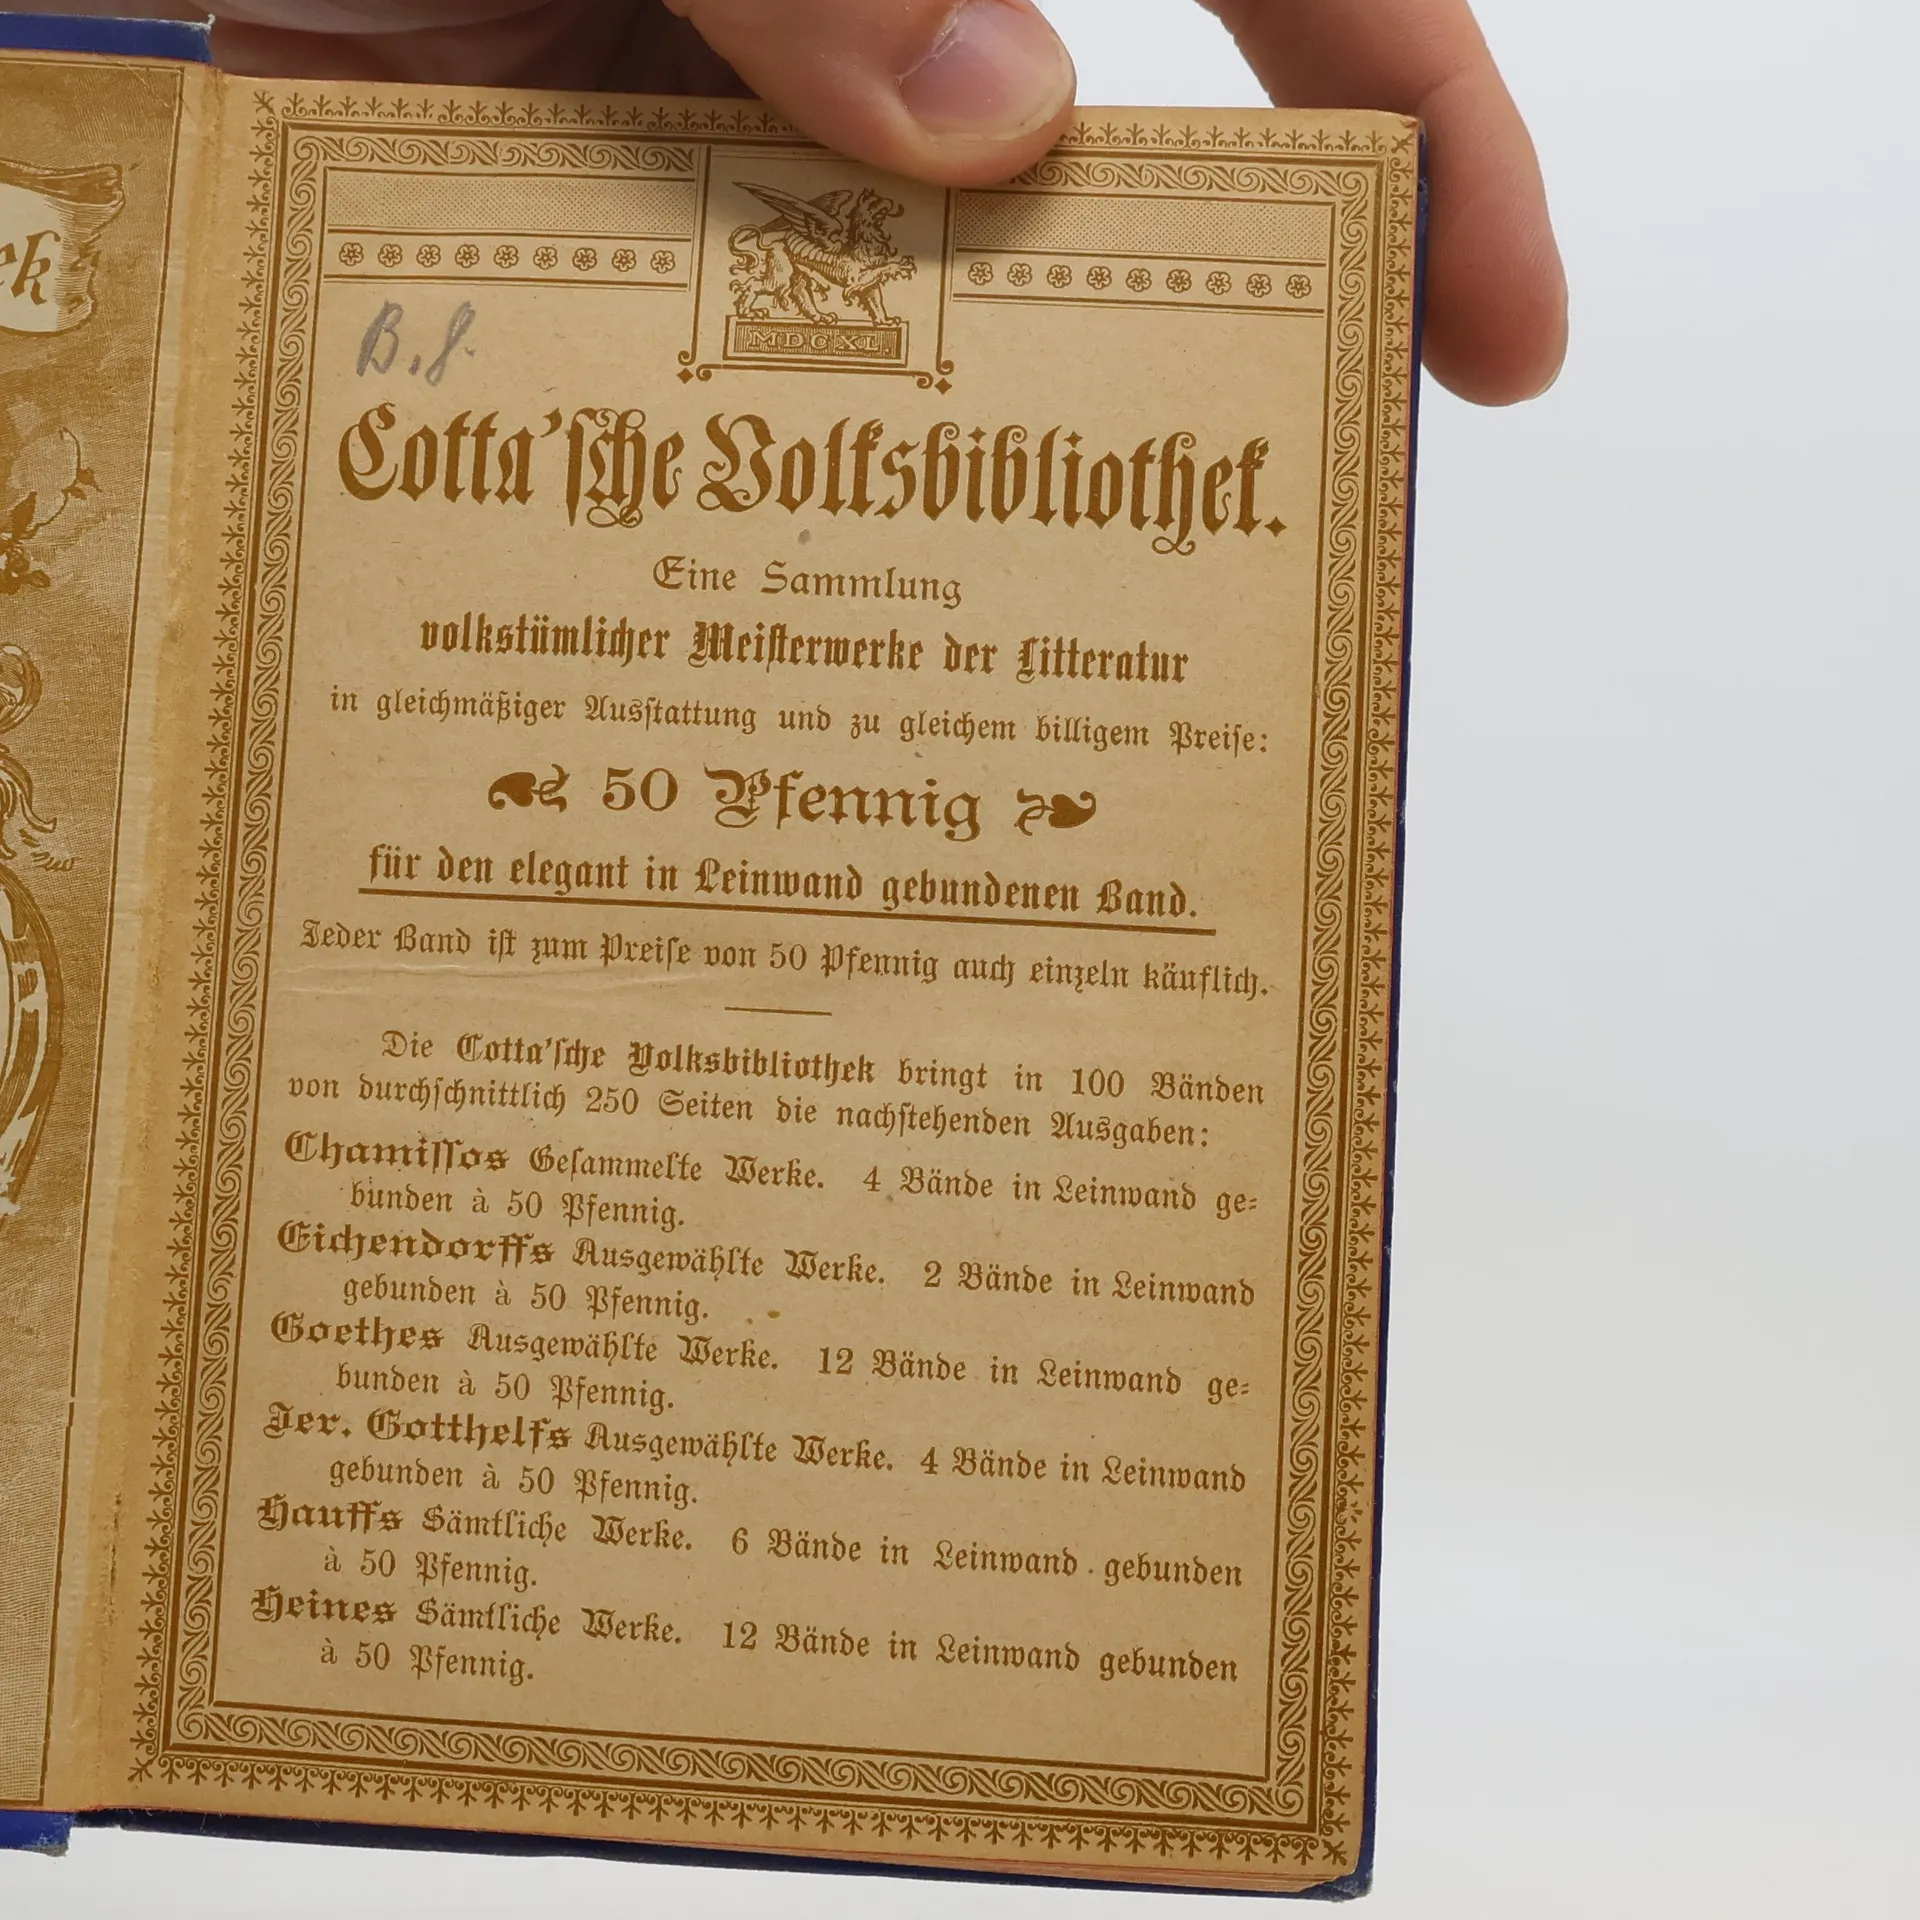 ek
B. J.
MDCXL.
Cotta'sche Volksbibliothek.
Eine Sammlung
volkstümlicher Meisterwerke der Litteratur
in gleichmäßiger Ausstattung und zu gleichem billigem Preise:
50 Pfennig
für den elegant in Leinwand gebundenen Band.
Jeder Band ist zum Preise von 50 Pfennig auch einzeln käuflich.
Die Cotta'sche Volksbibliothek bringt in 100 Bänden
von durchschnittlich 250 Seiten die nachstehenden Ausgaben:
Chamissos Gesammelte Werke. 4 Bände in Leinwand ge-
bunden à 50 Pfennig.
Eichendorffs Ausgewählte Werke. 2 Bände in Leinwand
gebunden à 50 Pfennig.
Goethes Ausgewählte Werke. 12 Bände in Leinwand ge-
bunden à 50 Pfennig.
Jer. Gotthelfs Ausgewählte Werke. 4 Bände in Leinwand
gebunden à 50 Pfennig.
Hauffs Sämtliche Werke. 6 Bände in Leinwand gebunden
à 50 Pfennig.
Heines Sämtliche Werke. 12 Bände in Leinwand gebunden
à 50 Pfennig.